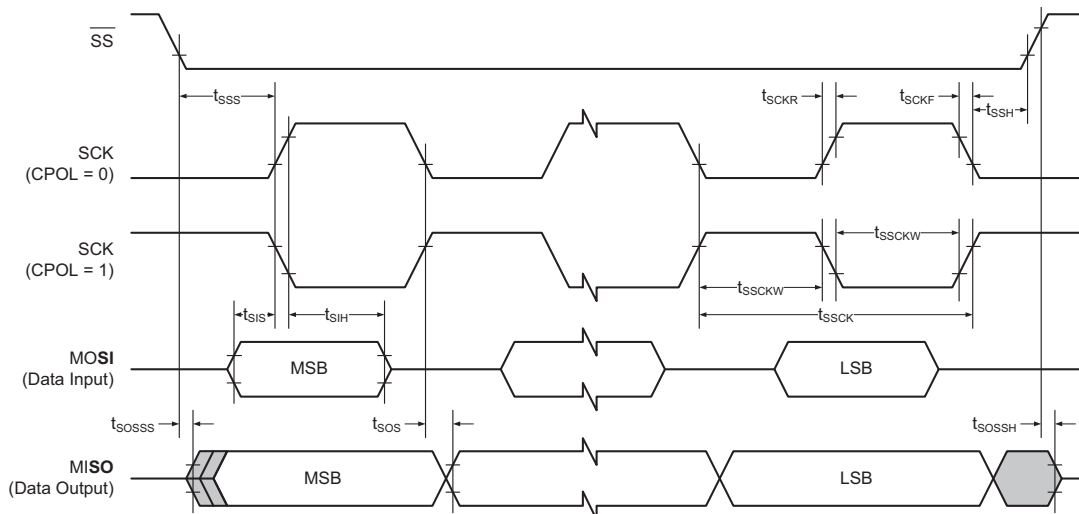 SS
tSSS
tSCKR
tSCKF
tSSH
SCK
(CPOL = 0)
SCK
(CPOL = 1)
tSSCKW
tSSCKW
tSSCK
tSIS
tSIH
MOSI
(Data Input)
MSB
LSB
tSOSSS
tSOS
tSOSSH
MISO
(Data Output)
MSB
LSB